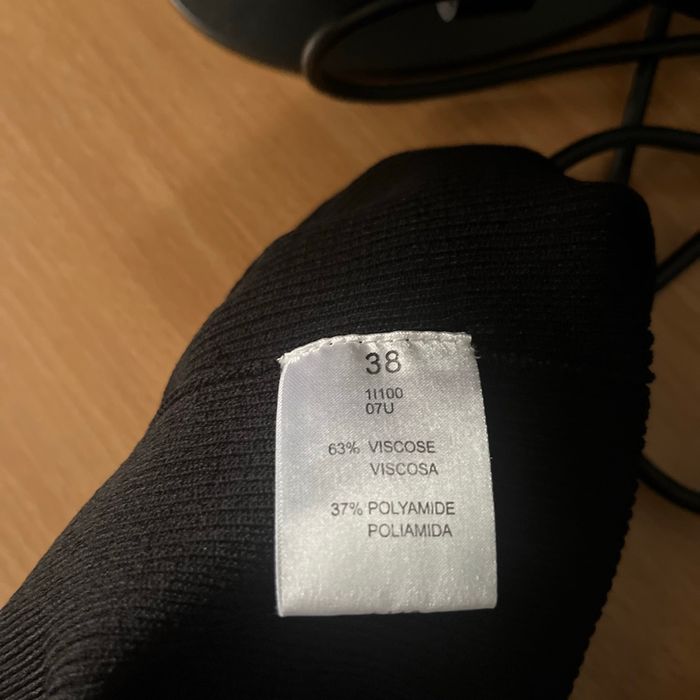 38
1I100
07U
63% VISCOSE
VISCOSA
37% POLYAMIDE
POLIAMIDA